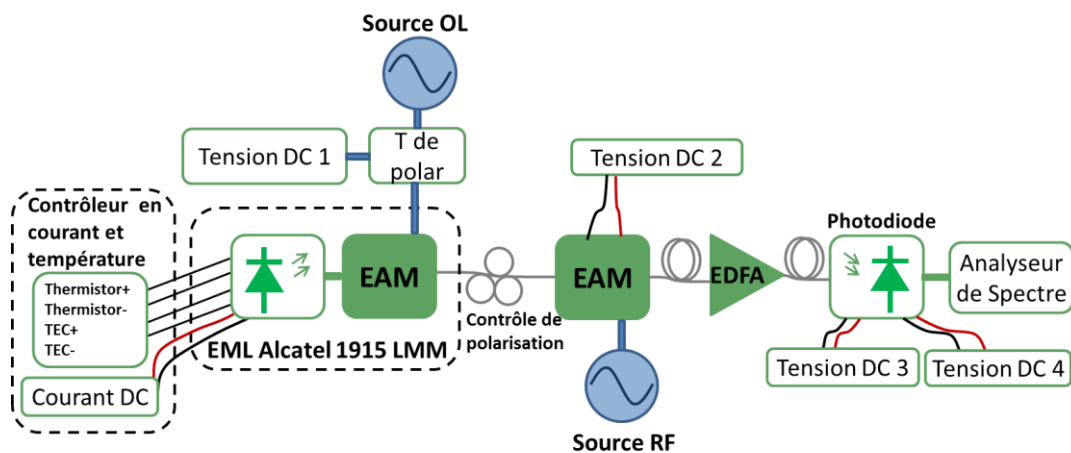 Source OL
Tension DC 1
T de
polar
Tension DC 2
Contrôleur en
courant et
température
Thermistor+
Thermistor-
TEC+
TEC-
Courant DC
EAM
EML Alcatel 1915 LMM
Contrôle de
polarisation
EAM
Source RF
EDFA
Photodiode
Analyseur
de Spectre
Tension DC 3
Tension DC 4